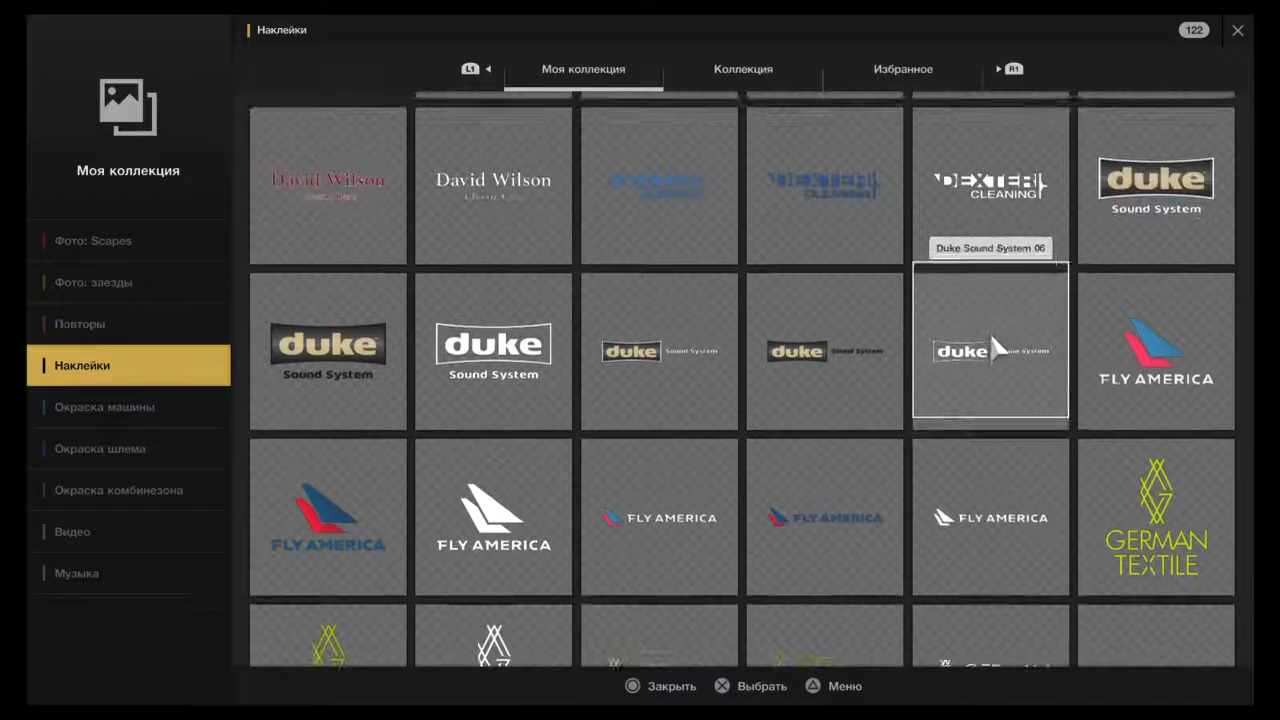 Наклейки
122
L1
Моя коллекция
Коллекция
Избранное
R1
Моя коллекция
Фото: Scapes
Фото: заезды
Повторы
Наклейки
Окраска машины
Окраска шлема
Окраска комбинезона
Видео
Музыка
David Wilson
David Wilson
DEXTER
CLEANING
DEXTER
CLEANING
duke
Sound System
Duke Sound System 06
duke
Sound System
duke
Sound System
duke Sound System
duke Sound System
duke
FLY AMERICA
FLY AMERICA
FLY AMERICA
FLY AMERICA
FLY AMERICA
FLY AMERICA
GERMAN
TEXTILE
Закрыть
Выбрать
Меню